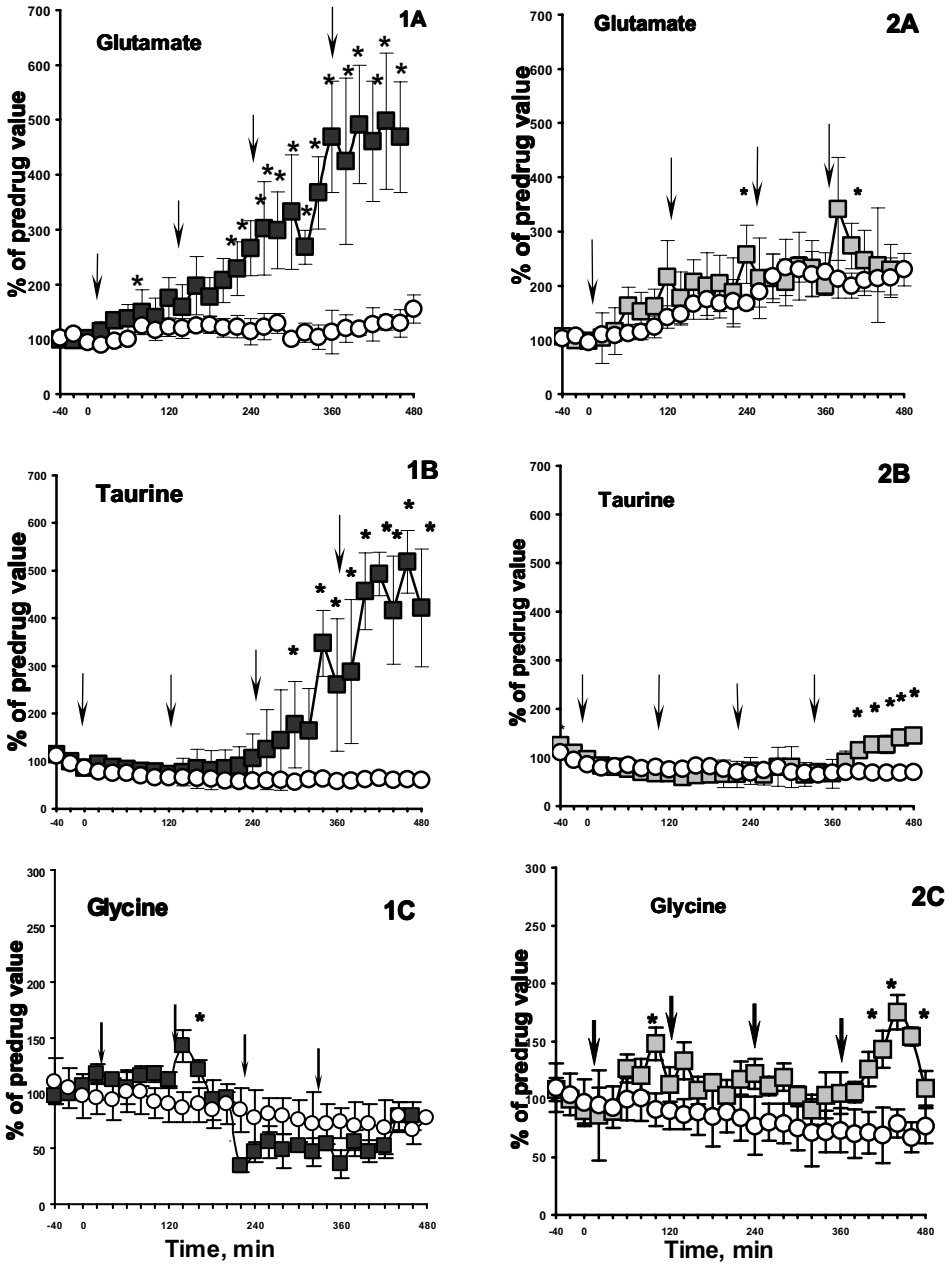 1A
Glutamate
% of predrug value
700
600
500
400
300
200
100
0
-40 0 120 240 360 480
* * * * * * * * * * * * * * * *
2A
Glutamate
% of predrug value
700
600
500
400
300
200
100
0
-40 0 120 240 360 480
* *
1B
Taurine
% of predrug value
700
600
500
400
300
200
100
0
-40 0 120 240 360 480
* * * * * * * * *
2B
Taurine
% of predrug value
700
600
500
400
300
200
100
0
-40 0 120 240 360 480
* * * * *
1C
Glycine
% of predrug value
300
250
200
150
100
50
0
-40 0 120 240 360 480
*
Time, min
2C
Glycine
% of predrug value
300
250
200
150
100
50
0
-40 0 120 240 360 480
* * * *
Time, min